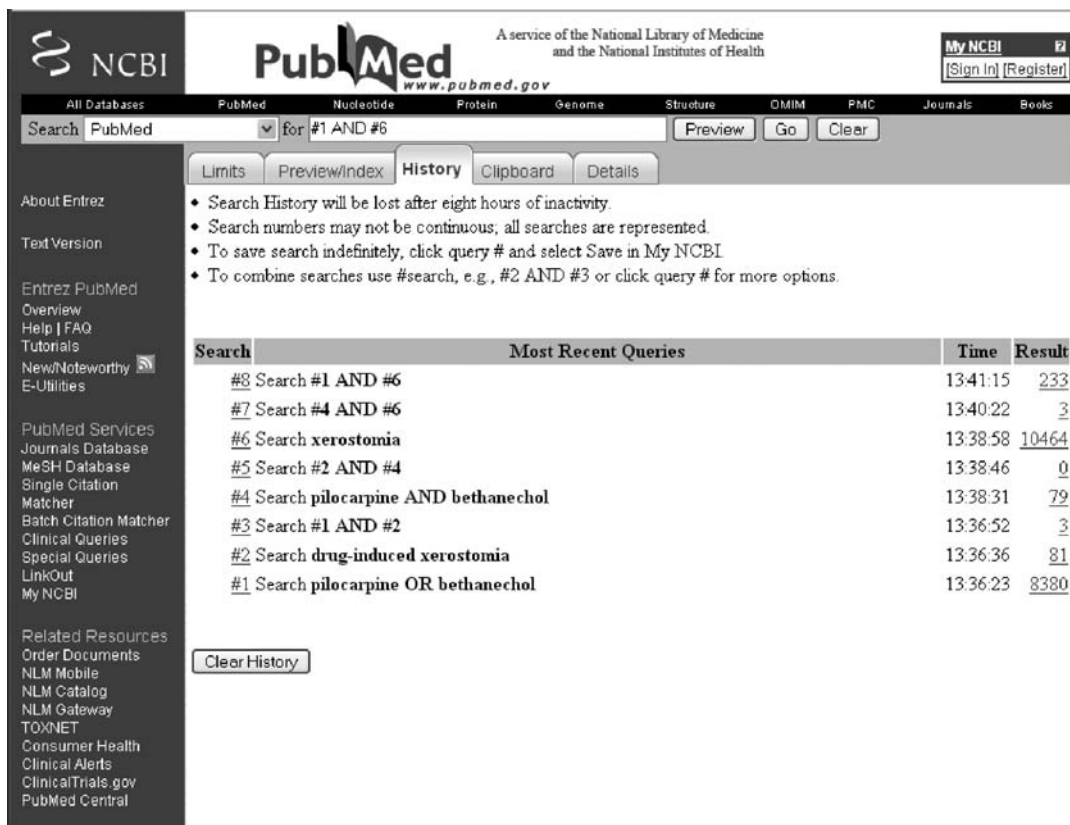 NCBI
PubMed
www.pubmed.gov
A service of the National Library of Medicine
and the National Institutes of Health
My NCBI ?
[Sign In] [Register]
All Databases PubMed Nucleotide Protein Genome Structure OMIM PMC Journals Books
Search PubMed for #1 AND #6 Preview Go Clear
Limits Preview/Index History Clipboard Details
About Entrez
Text Version
Entrez PubMed
Overview
Help | FAQ
Tutorials
New/Noteworthy
E-Utilities
PubMed Services
Journals Database
MeSH Database
Single Citation
Matcher
Batch Citation Matcher
Clinical Queries
Special Queries
LinkOut
My NCBI
Related Resources
Order Documents
NLM Mobile
NLM Catalog
NLM Gateway
TOXNET
Consumer Health
Clinical Alerts
ClinicalTrials.gov
PubMed Central
• Search History will be lost after eight hours of inactivity.
• Search numbers may not be continuous; all searches are represented.
• To save search indefinitely, click query # and select Save in My NCBI.
• To combine searches use #search, e.g., #2 AND #3 or click query # for more options.
Search Most Recent Queries Time Result
#8 Search #1 AND #6 13:41:15 233
#7 Search #4 AND #6 13:40:22 3
#6 Search xerostomia 13:38:58 10464
#5 Search #2 AND #4 13:38:46 0
#4 Search pilocarpine AND bethanechol 13:38:31 79
#3 Search #1 AND #2 13:36:52 3
#2 Search drug-induced xerostomia 13:36:36 81
#1 Search pilocarpine OR bethanechol 13:36:23 8380
Clear History